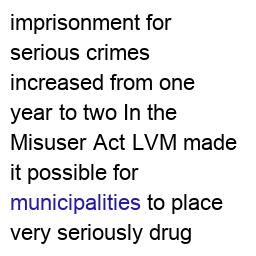 imprisonment for
serious crimes
increased from one
year to two In the
Misuser Act LVM made
it possible for
municipalities to place
very seriously drug